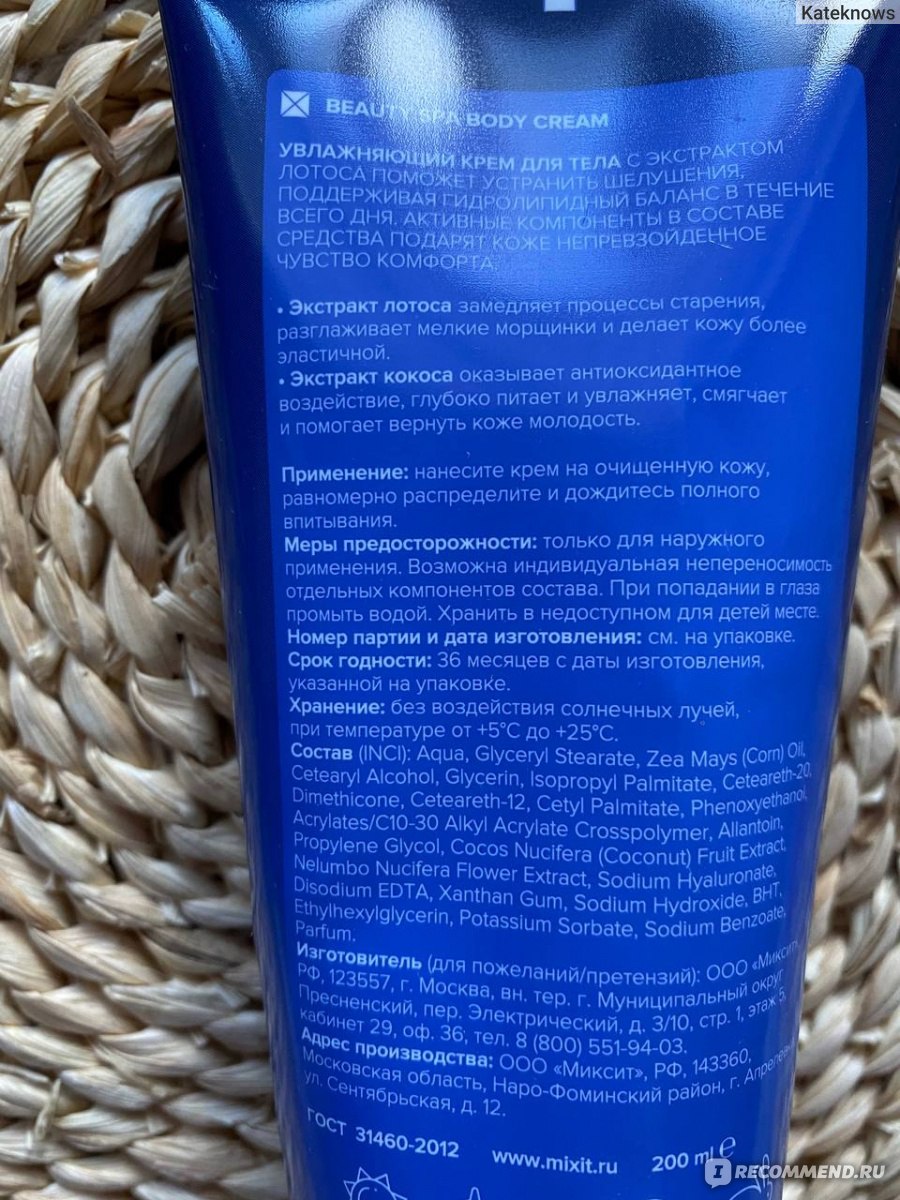 Kateknows
BEAUTY SPA BODY CREAM
УВЛАЖНЯЮЩИЙ КРЕМ ДЛЯ ТЕЛА С ЭКСТРАКТОМ
ЛОТОСА ПОМОЖЕТ УСТРАНИТЬ ШЕЛУШЕНИЯ,
ПОДДЕРЖИВАЯ ГИДРОЛИПИДНЫЙ БАЛАНС В ТЕЧЕНИЕ
ВСЕГО ДНЯ. АКТИВНЫЕ КОМПОНЕНТЫ В СОСТАВЕ
СРЕДСТВА ПОДАРЯТ КОЖЕ НЕПРЕВЗОЙДЕННОЕ
ЧУВСТВО КОМФОРТА.
• Экстракт лотоса замедляет процессы старения,
разглаживает мелкие морщинки и делает кожу более
эластичной.
• Экстракт кокоса оказывает антиоксидантное
воздействие, глубоко питает и увлажняет, смягчает
и помогает вернуть коже молодость.
Применение: нанесите крем на очищенную кожу,
равномерно распределите и дождитесь полного
впитывания.
Меры предосторожности: только для наружного
применения. Возможна индивидуальная непереносимость
отдельных компонентов состава. При попадании в глаза
промыть водой. Хранить в недоступном для детей месте.
Номер партии и дата изготовления: см. на упаковке.
Срок годности: 36 месяцев с даты изготовления,
указанной на упаковке.
Хранение: без воздействия солнечных лучей,
при температуре от +5°C до +25°C.
Состав (INCI): Aqua, Glyceryl Stearate, Zea Mays (Corn) Oil,
Cetearyl Alcohol, Glycerin, Isopropyl Palmitate, Ceteareth-20,
Dimethicone, Ceteareth-12, Cetyl Palmitate, Phenoxyethanol,
Acrylates/C10-30 Alkyl Acrylate Crosspolymer, Allantoin,
Propylene Glycol, Cocos Nucifera (Coconut) Fruit Extract,
Nelumbo Nucifera Flower Extract, Sodium Hyaluronate,
Disodium EDTA, Xanthan Gum, Sodium Hydroxide, BHT,
Ethylhexylglycerin, Potassium Sorbate, Sodium Benzoate,
Parfum.
Изготовитель (для пожеланий/претензий): ООО «Миксит»,
РФ, 123557, г. Москва, вн. тер. г. Муниципальный округ
Пресненский, пер. Электрический, д. 3/10, стр. 1, этаж 5,
кабинет 29, оф. 36; тел. 8 (800) 551-94-03.
Адрес производства: ООО «Миксит», РФ, 143360,
Московская область, Наро-Фоминский район, г. Апрелевка,
ул. Сентябрьская, д. 12.
ГОСТ 31460-2012 www.mixit.ru 200 ml ℮
IRECOMMEND.RU